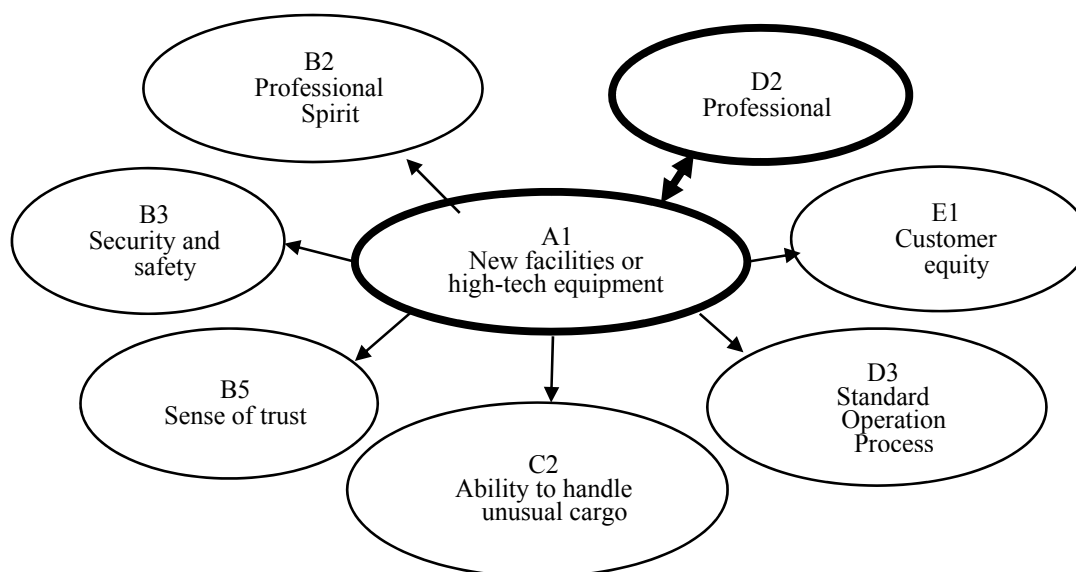 B2
Professional
Spirit
D2
Professional
B3
Security and
safety
A1
New facilities or
high-tech equipment
E1
Customer
equity
B5
Sense of trust
D3
Standard
Operation
Process
C2
Ability to handle
unusual cargo